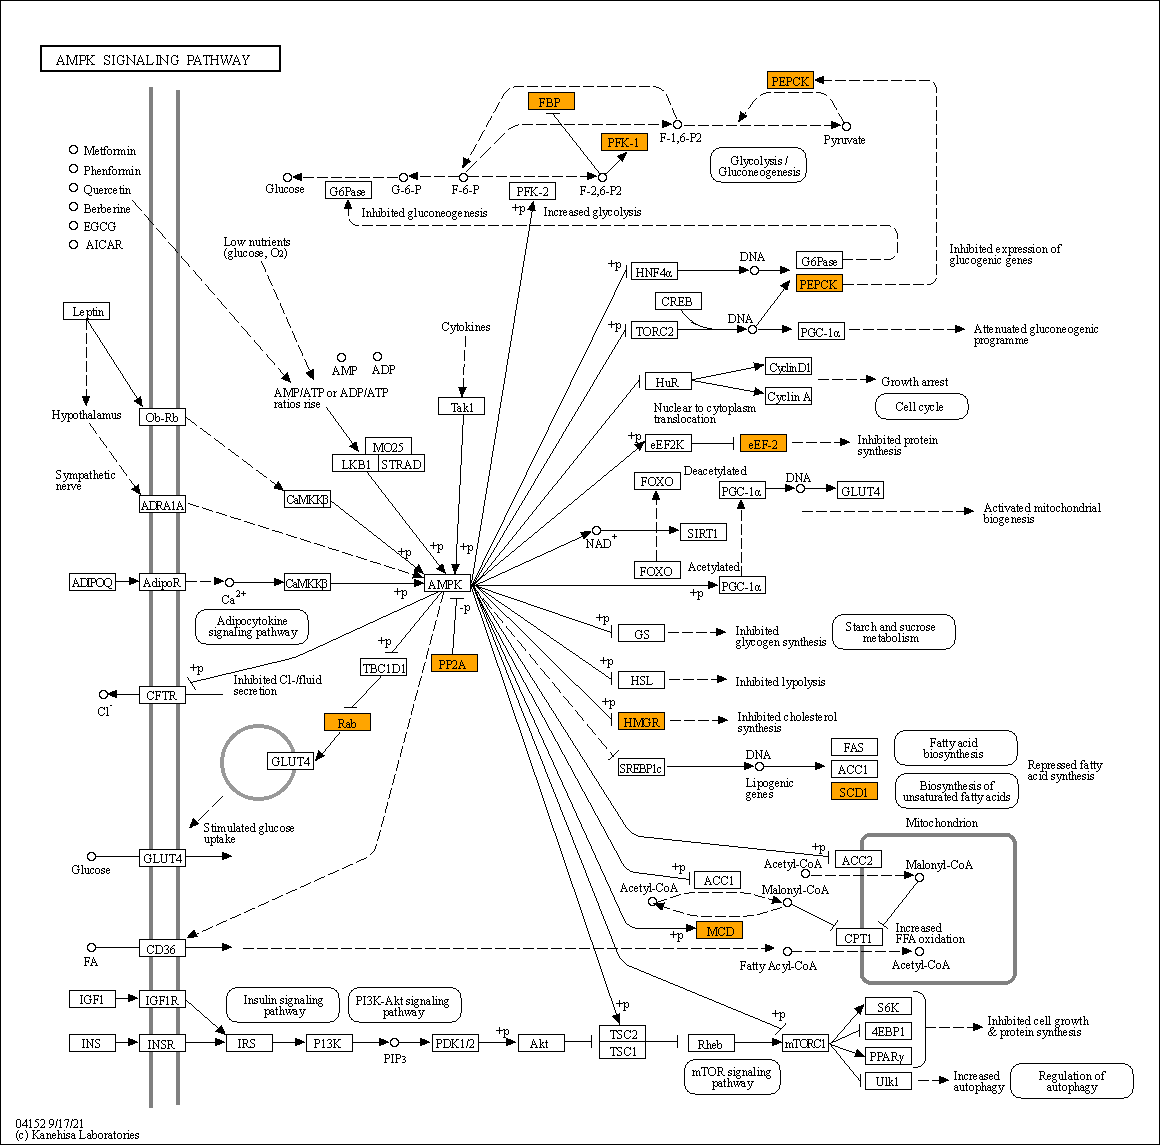 AMPK SIGNALING PATHWAY
Metformin
Phenformin
Quercetin
Berberine
EGCG
AICAR
FBP
PFK-1
PEPCK
F-1,6-P2
Pyruvate
Glycolysis /
Gluconeogenesis
Glucose
G6Pase
G-6-P
F-6-P
PFK-2
F-2,6-P2
+p
Inhibited gluconeogenesis
Increased glycolysis
Low nutrients
(glucose, O2)
Inhibited expression of
glucogenic genes
+p
HNF4α
DNA
G6Pase
PEPCK
CREB
+p
TORC2
DNA
PGC-1α
Attenuated gluconeogenic
programme
Leptin
Cytokines
AMP
ADP
AMP/ATP or ADP/ATP
ratios rise
Tak1
HuR
CyclinD1
Cyclin A
Growth arrest
Cell cycle
Nuclear to cytoplasm
translocation
Hypothalamus
Ob-Rb
MO25
LKB1
STRAD
+p
eEF2K
eEF-2
Inhibited protein
synthesis
Sympathetic
nerve
ADRA1A
CaMKKβ
FOXO
Deacetylated
PGC-1α
DNA
GLUT4
Activated mitochondrial
biogenesis
NAD+
SIRT1
+p
+p
+p
FOXO
Acetylated
PGC-1α
+p
ADIPOQ
AdipoR
Ca2+
CaMKKβ
+p
AMPK
-p
Adipocytokine
signaling pathway
+p
GS
Inhibited
glycogen synthesis
Starch and sucrose
metabolism
+p
TBC1D1
PP2A
+p
HSL
Inhibited lypolysis
+p
CFTR
Cl-
Inhibited Cl-/fluid
secretion
Rab
+p
HMGR
Inhibited cholesterol
synthesis
GLUT4
SREBP1c
DNA
Lipogenic
genes
FAS
ACC1
SCD1
Fatty acid
biosynthesis
Biosynthesis of
unsaturated fatty acids
Repressed fatty
acid synthesis
Stimulated glucose
uptake
Glucose
GLUT4
Mitochondrion
+p
ACC2
Acetyl-CoA
Malonyl-CoA
+p
ACC1
Acetyl-CoA
Malonyl-CoA
+p
MCD
CPT1
Increased
FFA oxidation
FA
CD36
Fatty Acyl-CoA
Acetyl-CoA
IGF1
IGF1R
Insulin signaling
pathway
PI3K-Akt signaling
pathway
INS
INSR
IRS
P13K
PIP3
PDK1/2
+p
Akt
+p
TSC2
TSC1
Rheb
+p
mTORC1
S6K
4EBP1
PPARγ
Ulk1
Inhibited cell growth
& protein synthesis
mTOR signaling
pathway
Increased
autophagy
Regulation of
autophagy
04152 9/17/21
(c) Kanehisa Laboratories